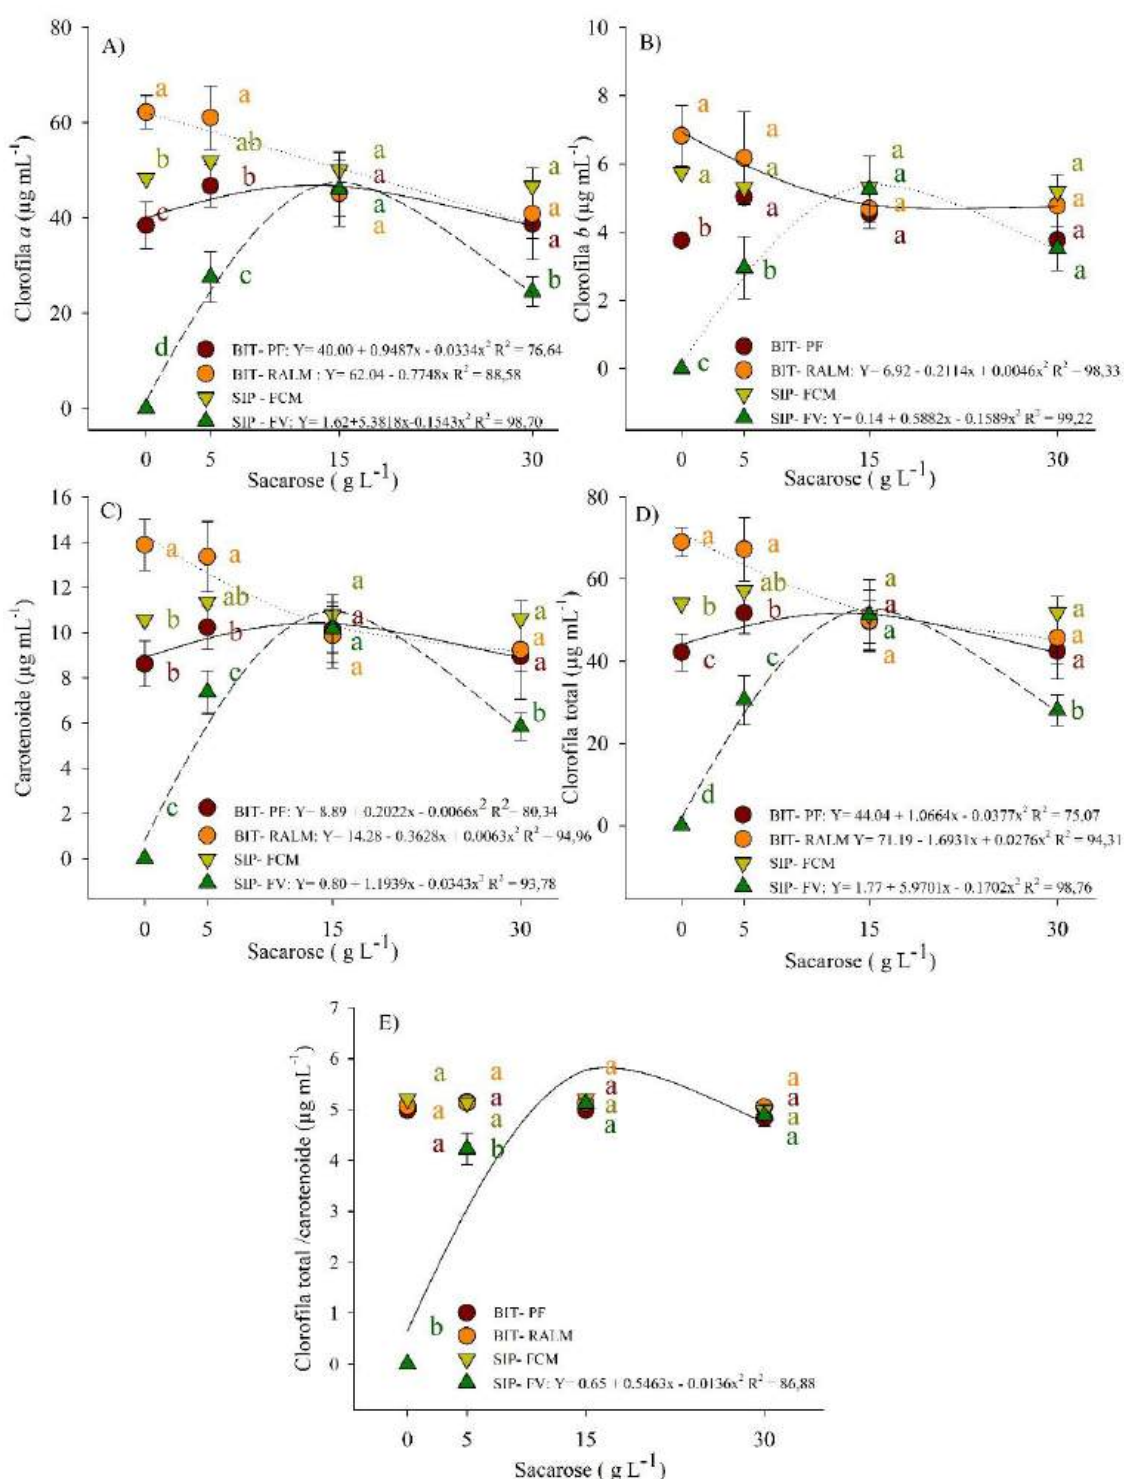 A)
Clorofila a (µg mL-1)
80
60
40
20
0
a
b
c
d
a
ab
b
c
a
a
a
a
a
a
a
b
BIT- PF: Y= 40.00 + 0.9487x - 0.0334x2 R2 = 76,64
BIT- RALM : Y= 62.04 - 0.7748x R2 = 88,58
SIP - FCM
SIP - FV: Y= 1.62+5.3818x-0.1543x2 R2 = 98,70
0 5 15 30
Sacarose ( g L-1)
B)
Clorofila b (µg mL-1)
10
8
6
4
2
0
a
a
b
c
a
a
a
b
a
a
a
a
a
a
a
a
BIT- PF
BIT- RALM: Y= 6.92 - 0.2114x + 0.0046x2 R2 = 98,33
SIP - FCM
SIP- FV: Y= 0.14 + 0.5882x - 0.1589x2 R2 = 99,22
0 5 15 30
Sacarose ( g L-1)
C)
Carotenoide (µg mL-1)
16
14
12
10
8
6
4
2
0
a
b
b
c
a
ab
b
c
a
a
a
a
a
a
a
b
BIT- PF: Y= 8.89 + 0.2022x - 0.0066x2 R2= 80,34
BIT- RALM: Y= 14.28 - 0.3628x + 0.0063x2 R2 = 94,96
SIP- FCM
SIP- FV: Y= 0.80 + 1.1939x - 0.0343x2 R2 = 93,78
0 5 15 30
Sacarose ( g L-1)
D)
Clorofila total (µg mL-1)
80
60
40
20
0
a
b
c
d
a
ab
b
c
a
a
a
a
a
a
a
b
BIT- PF: Y = 44.04 + 1.0664x - 0.0377x2 R2 = 75,07
BIT- RALM Y= 71.19 - 1.6931x + 0.0276x2 R2 = 94,31
SIP- FCM
SIP- FV: Y = 1.77 + 5.9701x - 0.1702x2 R2 = 98,76
0 5 15 30
Sacarose ( g L-1)
E)
Clorofila total /carotenoide (µg mL-1)
7
6
5
4
3
2
1
0
a
a
a
b
a
a
a
b
a
a
a
a
a
a
a
a
BIT- PF
BIT- RALM
SIP- FCM
SIP- FV: Y= 0.65 + 0.5463x - 0.0136x2 R2 = 86,88
0 5 15 30
Sacarose ( g L-1)